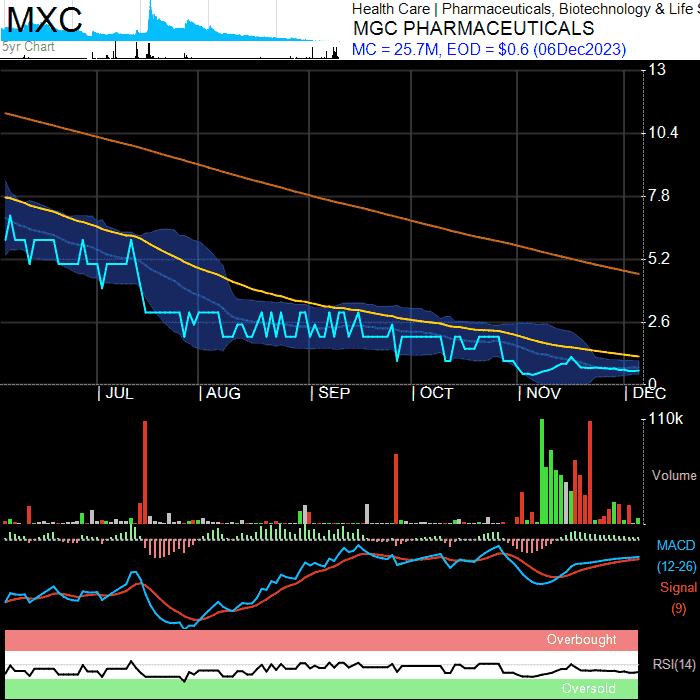 MXC
5yr Chart
Health Care | Pharmaceuticals, Biotechnology & Life S
MGC PHARMACEUTICALS
MC = 25.7M, EOD = $0.6 (06Dec2023)
13
10.4
7.8
5.2
2.6
0
JUL AUG SEP OCT NOV DEC
110k
Volume
MACD
(12-26)
Signal
(9)
Overbought
RSI(14)
Oversold